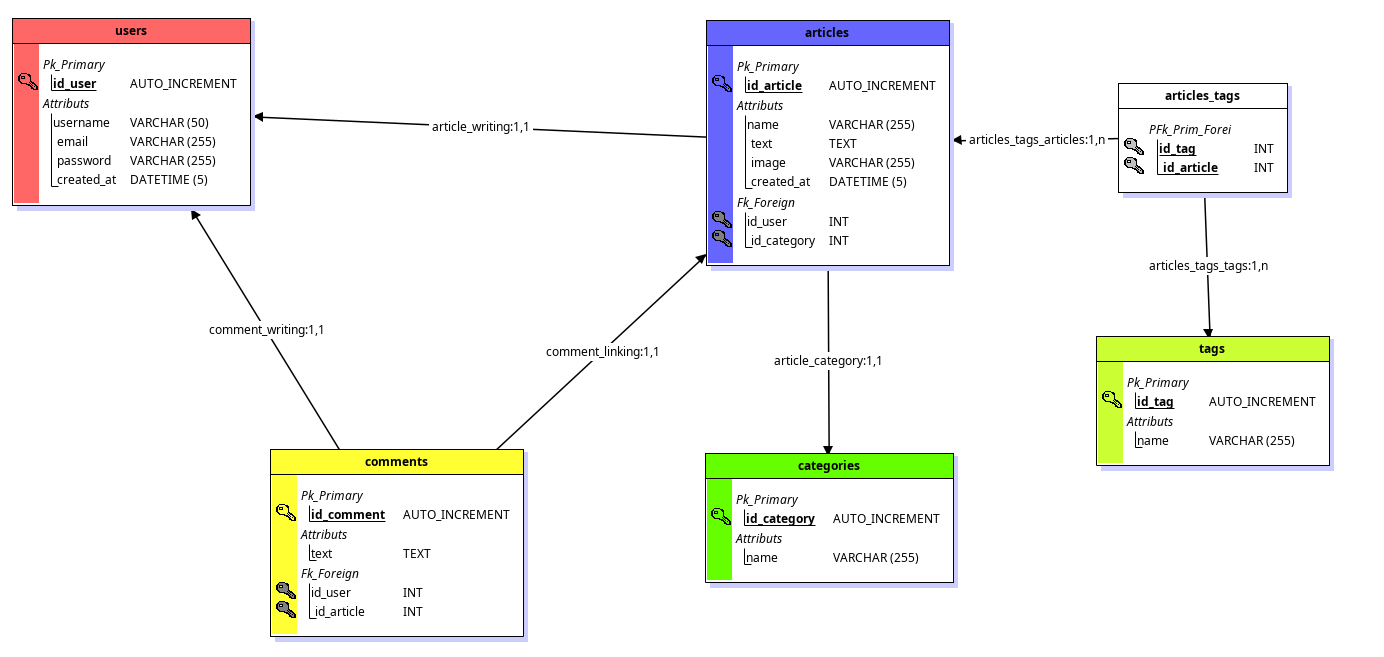 users
Pk_Primary
id_user AUTO_INCREMENT
Attributs
username VARCHAR (50)
email VARCHAR (255)
password VARCHAR (255)
created_at DATETIME (5)
article_writing:1,1
articles
Pk_Primary
id_article AUTO_INCREMENT
Attributs
name VARCHAR (255)
text TEXT
image VARCHAR (255)
created_at DATETIME (5)
Fk_Foreign
id_user INT
id_category INT
articles_tags_articles:1,n
articles_tags
PFk_Prim_Forei
id_tag INT
id_article INT
articles_tags_tags:1,n
comment_writing:1,1
comment_linking:1,1
article_category:1,1
tags
Pk_Primary
id_tag AUTO_INCREMENT
Attributs
name VARCHAR (255)
comments
Pk_Primary
id_comment AUTO_INCREMENT
Attributs
text TEXT
Fk_Foreign
id_user INT
id_article INT
categories
Pk_Primary
id_category AUTO_INCREMENT
Attributs
name VARCHAR (255)